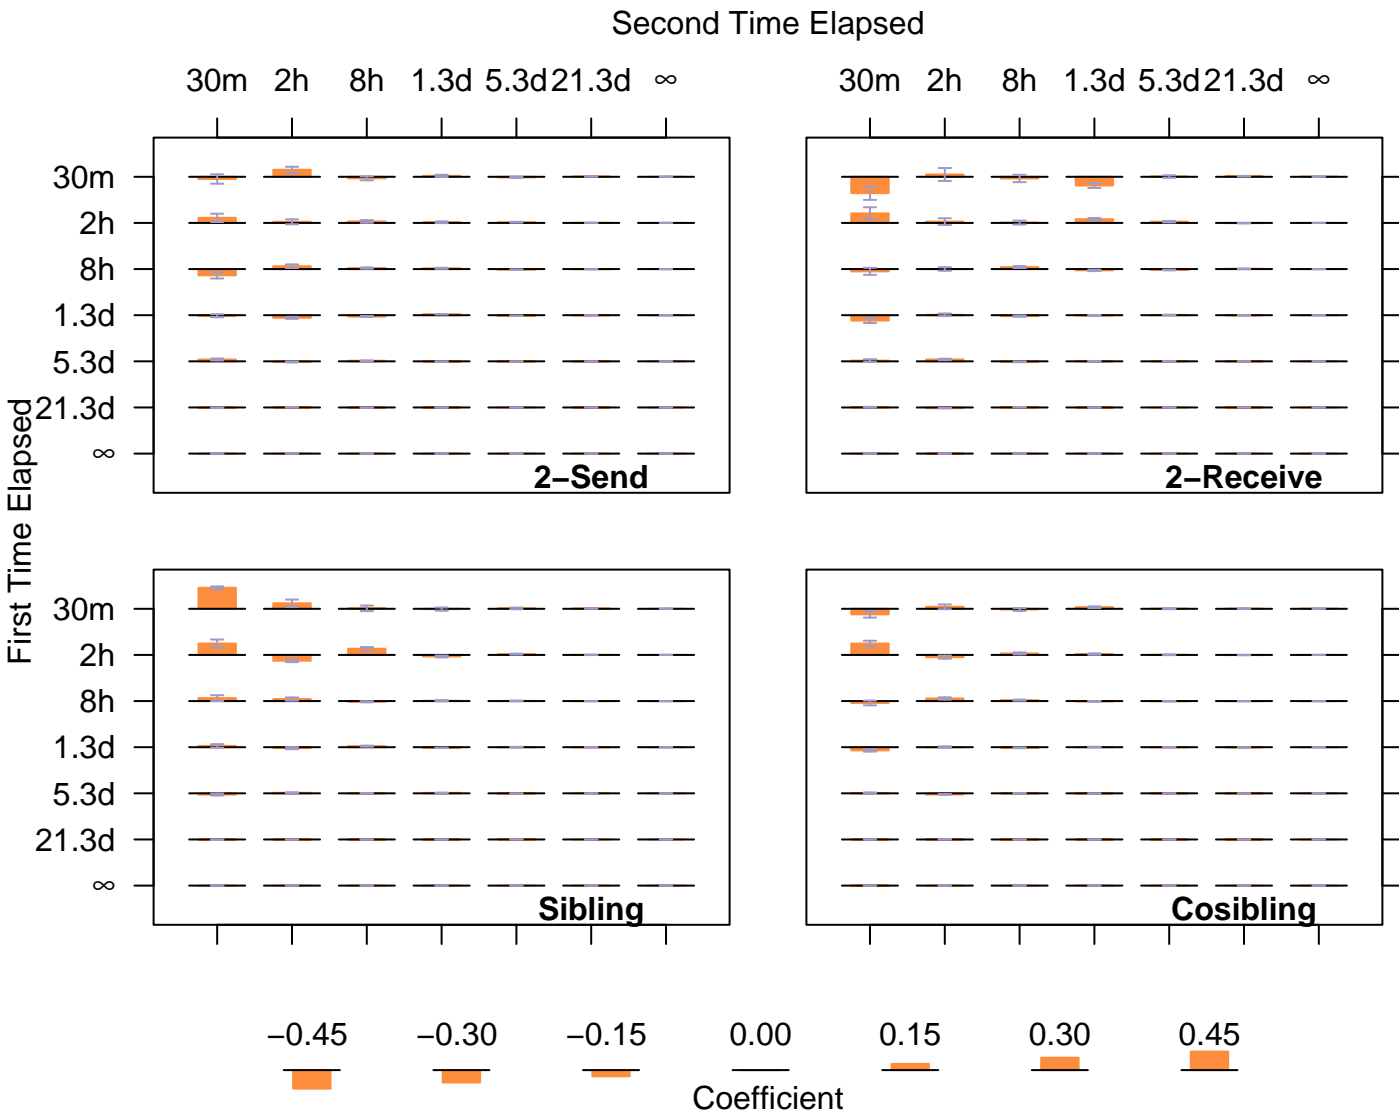 Second Time Elapsed
30m 2h 8h 1.3d 5.3d 21.3d ∞ 30m 2h 8h 1.3d 5.3d 21.3d ∞
First Time Elapsed
30m
2h
8h
1.3d
5.3d
21.3d
∞
2−Send 2−Receive
30m
2h
8h
1.3d
5.3d
21.3d
∞
Sibling Cosibling
−0.45 −0.30 −0.15 0.00 0.15 0.30 0.45
Coefficient